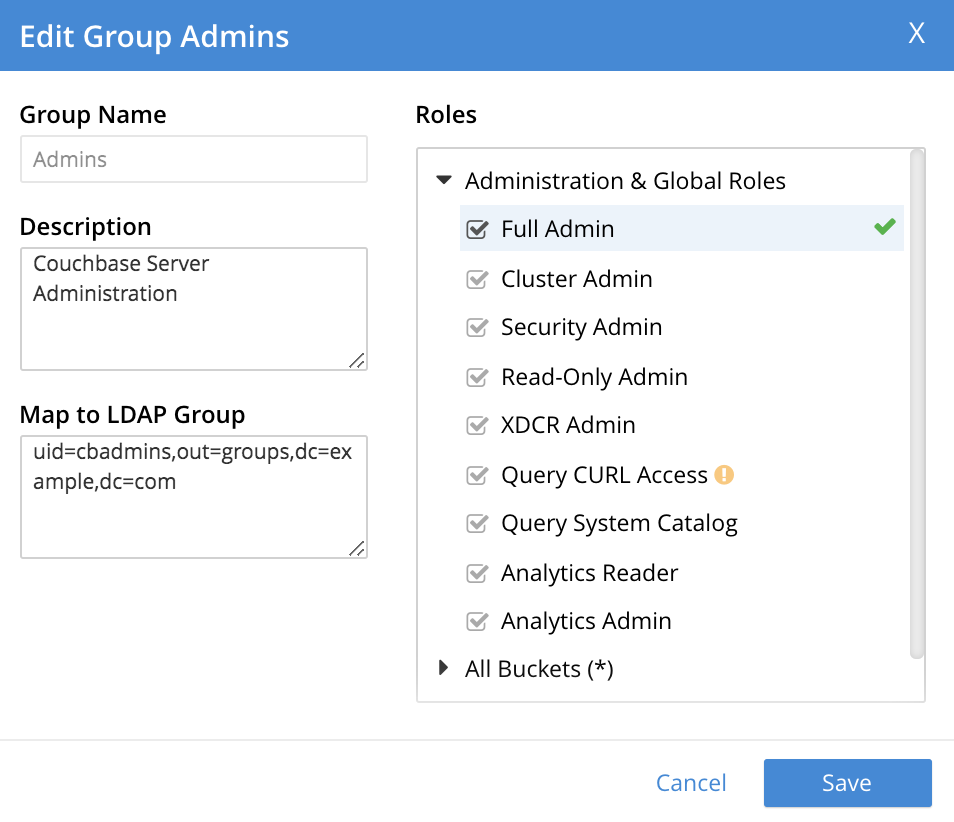 Edit Group Admins
X
Group Name
Admins
Description
Couchbase Server
Administration
Map to LDAP Group
uid=cbadmins,out=groups,dc=ex
ample,dc=com
Roles
Administration & Global Roles
Full Admin
Cluster Admin
Security Admin
Read-Only Admin
XDCR Admin
Query CURL Access
Query System Catalog
Analytics Reader
Analytics Admin
All Buckets (*)
Cancel
Save